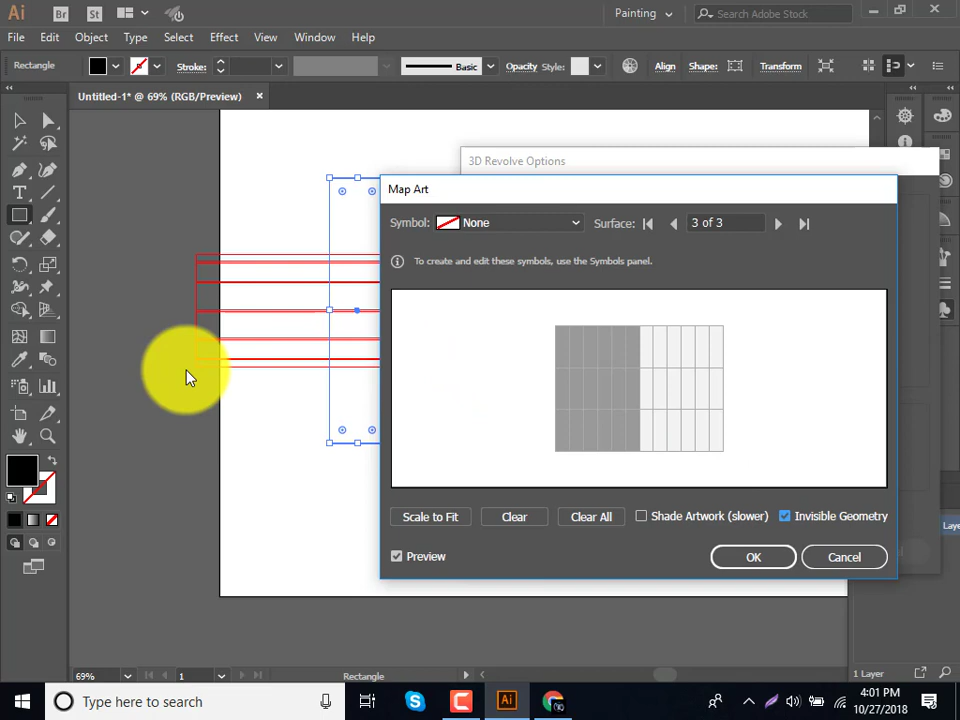 Ai Br St Painting Search Adobe Stock
File Edit Object Type Select Effect View Window Help
Rectangle Stroke: Basic Opacity Style: Align Shape: Transform
Untitled-1* @ 69% (RGB/Preview) ×
3D Revolve Options
Map Art
Symbol: None Surface: 3 of 3
To create and edit these symbols, use the Symbols panel.
Scale to Fit Clear Clear All Shade Artwork (slower) Invisible Geometry
Laye
Preview OK Cancel
69% 1 Rectangle 1 Layer
Type here to search Ai 4:01 PM
10/27/2018